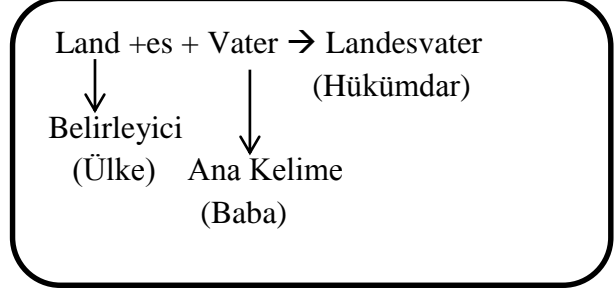 Land +es + Vater → Landesvater
(Hükümdar)
Belirleyici
(Ülke) Ana Kelime
(Baba)